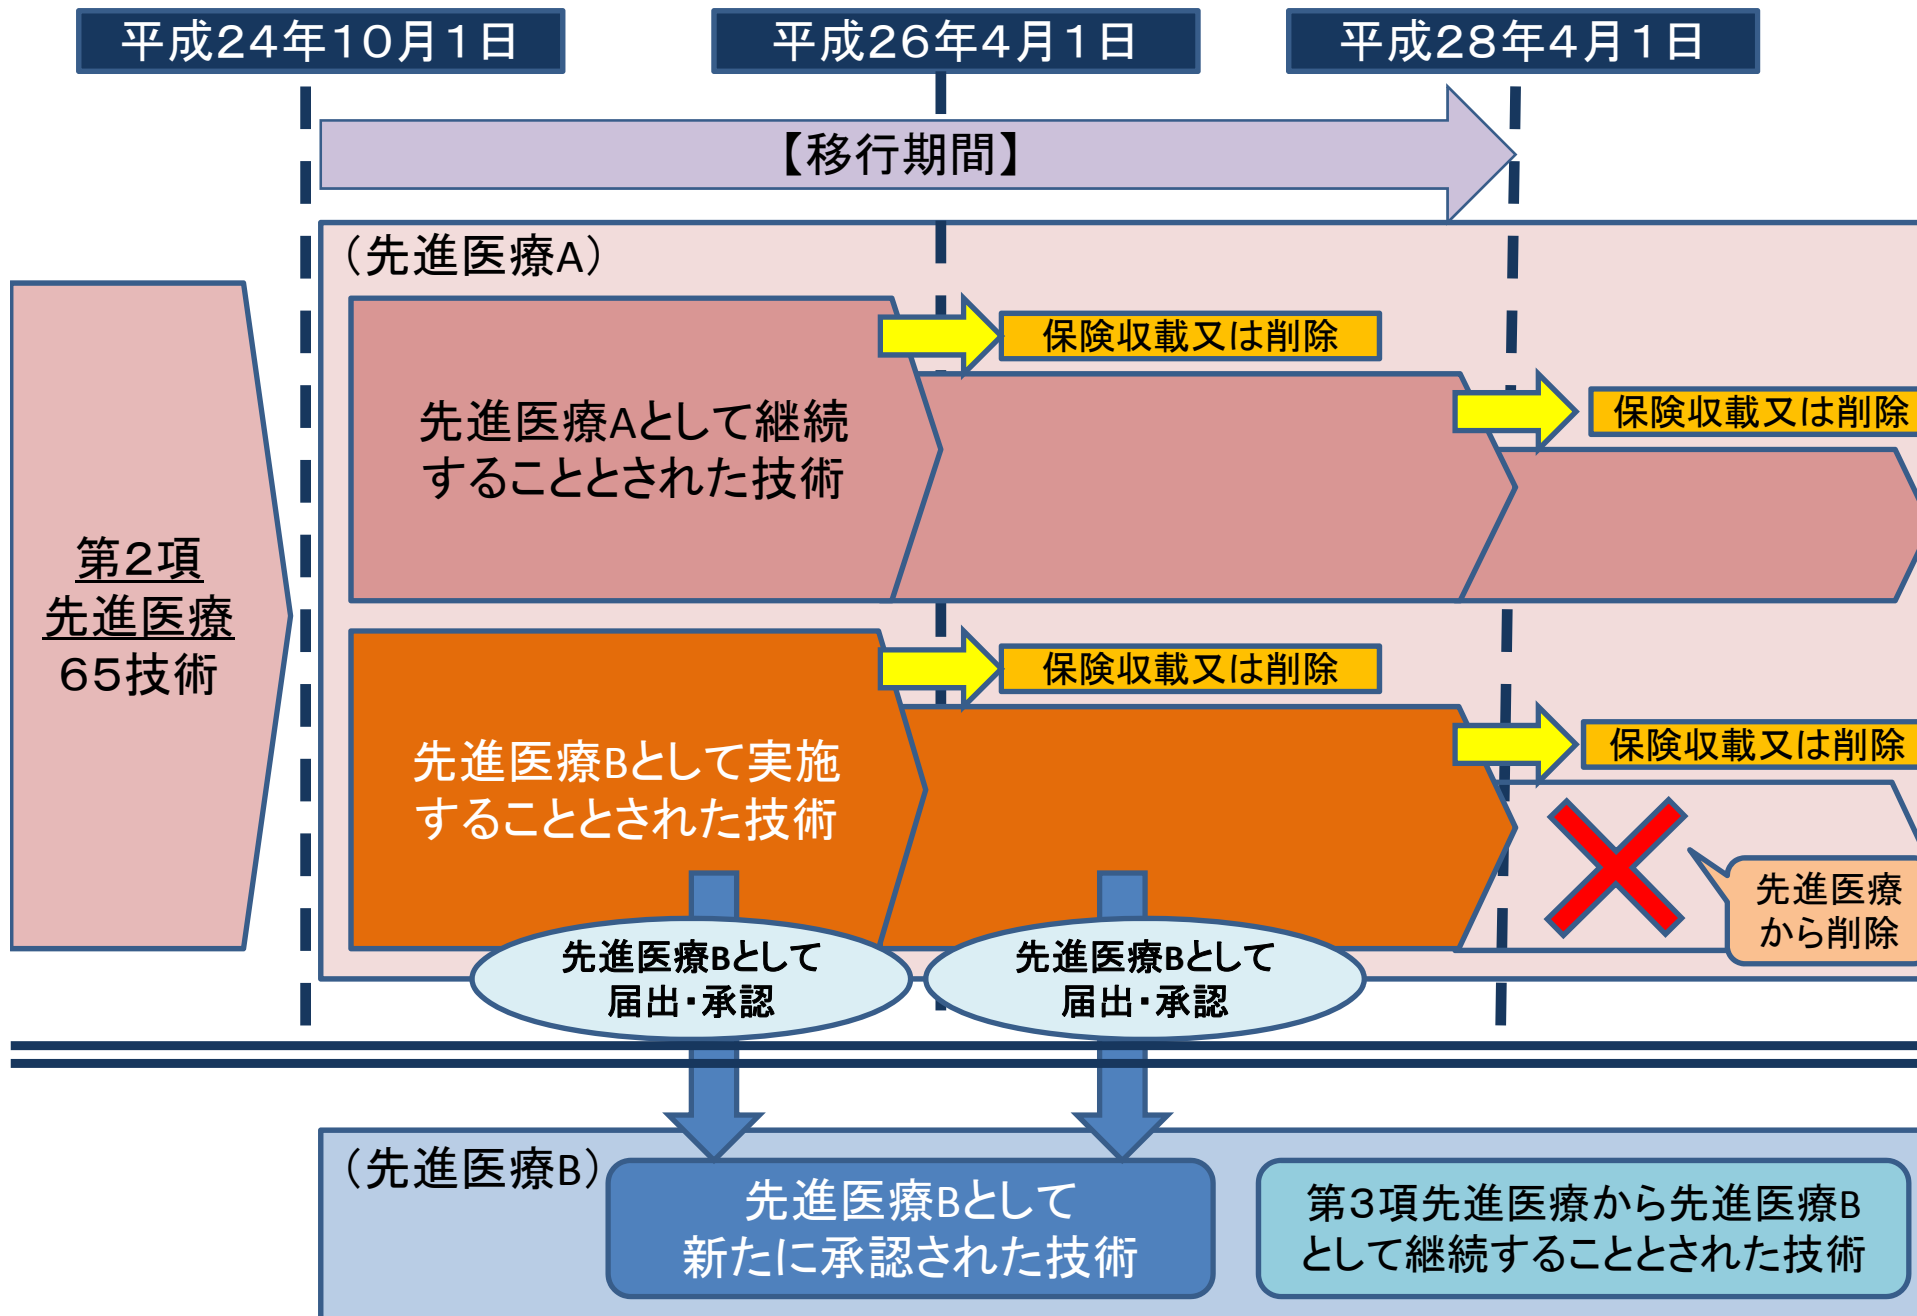 平成24年10月1日
平成26年4月1日
平成28年4月1日
【移行期間】
（先進医療A）
保険収載又は削除
保険収載又は削除
先進医療Aとして継続
することとされた技術
第2項
先進医療
65技術
保険収載又は削除
保険収載又は削除
先進医療Bとして実施
することとされた技術
先進医療
から削除
先進医療Bとして
届出・承認
先進医療Bとして
届出・承認
（先進医療B）
先進医療Bとして
新たに承認された技術
第3項先進医療から先進医療B
として継続することとされた技術